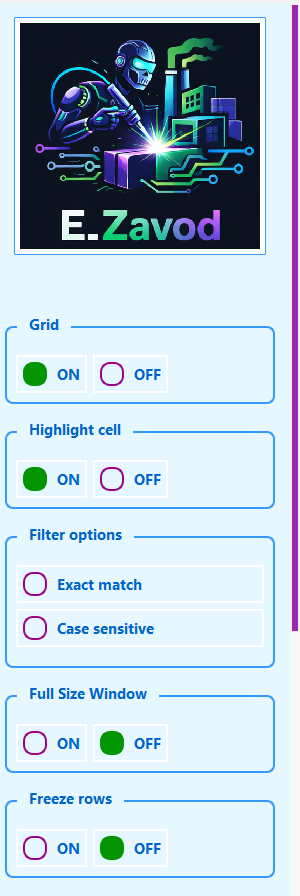 E.Zavod
Grid
ON OFF
Highlight cell
ON OFF
Filter options
Exact match
Case sensitive
Full Size Window
ON OFF
Freeze rows
ON OFF